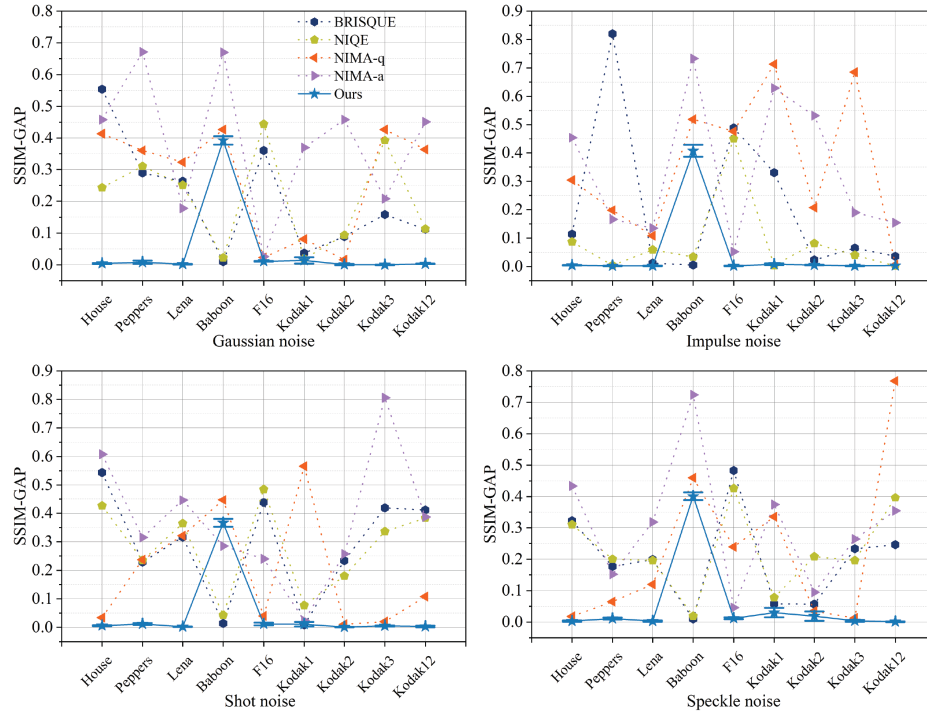 BRISQUE
NIQE
NIMA-q
NIMA-a
Ours
SSIM-GAP
0.8
0.7
0.6
0.5
0.4
0.3
0.2
0.1
0.0
House
Peppers
Lena
Baboon
F16
Kodak1
Kodak2
Kodak3
Kodak12
Gaussian noise
SSIM-GAP
0.9
0.8
0.7
0.6
0.5
0.4
0.3
0.2
0.1
0.0
House
Peppers
Lena
Baboon
F16
Kodak1
Kodak2
Kodak3
Kodak12
Impulse noise
SSIM-GAP
0.9
0.8
0.7
0.6
0.5
0.4
0.3
0.2
0.1
0.0
House
Peppers
Lena
Baboon
F16
Kodak1
Kodak2
Kodak3
Kodak12
Shot noise
SSIM-GAP
0.8
0.7
0.6
0.5
0.4
0.3
0.2
0.1
0.0
House
Peppers
Lena
Baboon
F16
Kodak1
Kodak2
Kodak3
Kodak12
Speckle noise